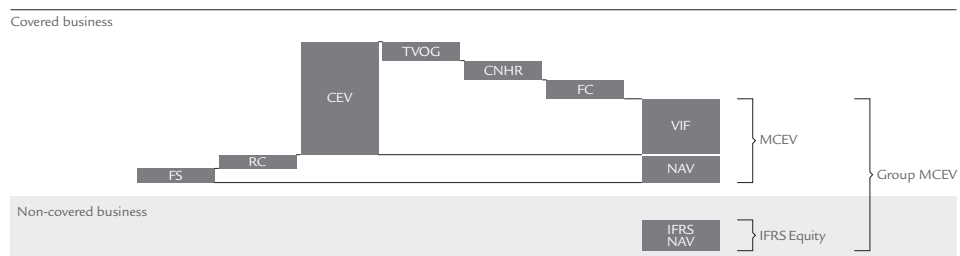 Covered business
TVOG
CNHR
CEV
FC
VIF
MCEV
RC
NAV
FS
Group MCEV
Non-covered business
IFRS
NAV
IFRS Equity